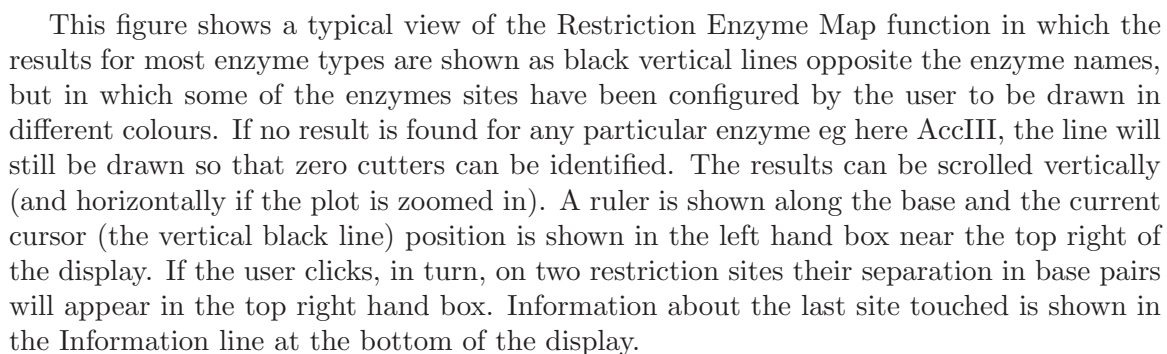 This figure shows a typical view of the Restriction Enzyme Map function in which the
results for most enzyme types are shown as black vertical lines opposite the enzyme names,
but in which some of the enzymes sites have been configured by the user to be drawn in
different colours. If no result is found for any particular enzyme eg here AccIII, the line will
still be drawn so that zero cutters can be identified. The results can be scrolled vertically
(and horizontally if the plot is zoomed in). A ruler is shown along the base and the current
cursor (the vertical black line) position is shown in the left hand box near the top right of
the display. If the user clicks, in turn, on two restriction sites their separation in base pairs
will appear in the top right hand box. Information about the last site touched is shown in
the Information line at the bottom of the display.